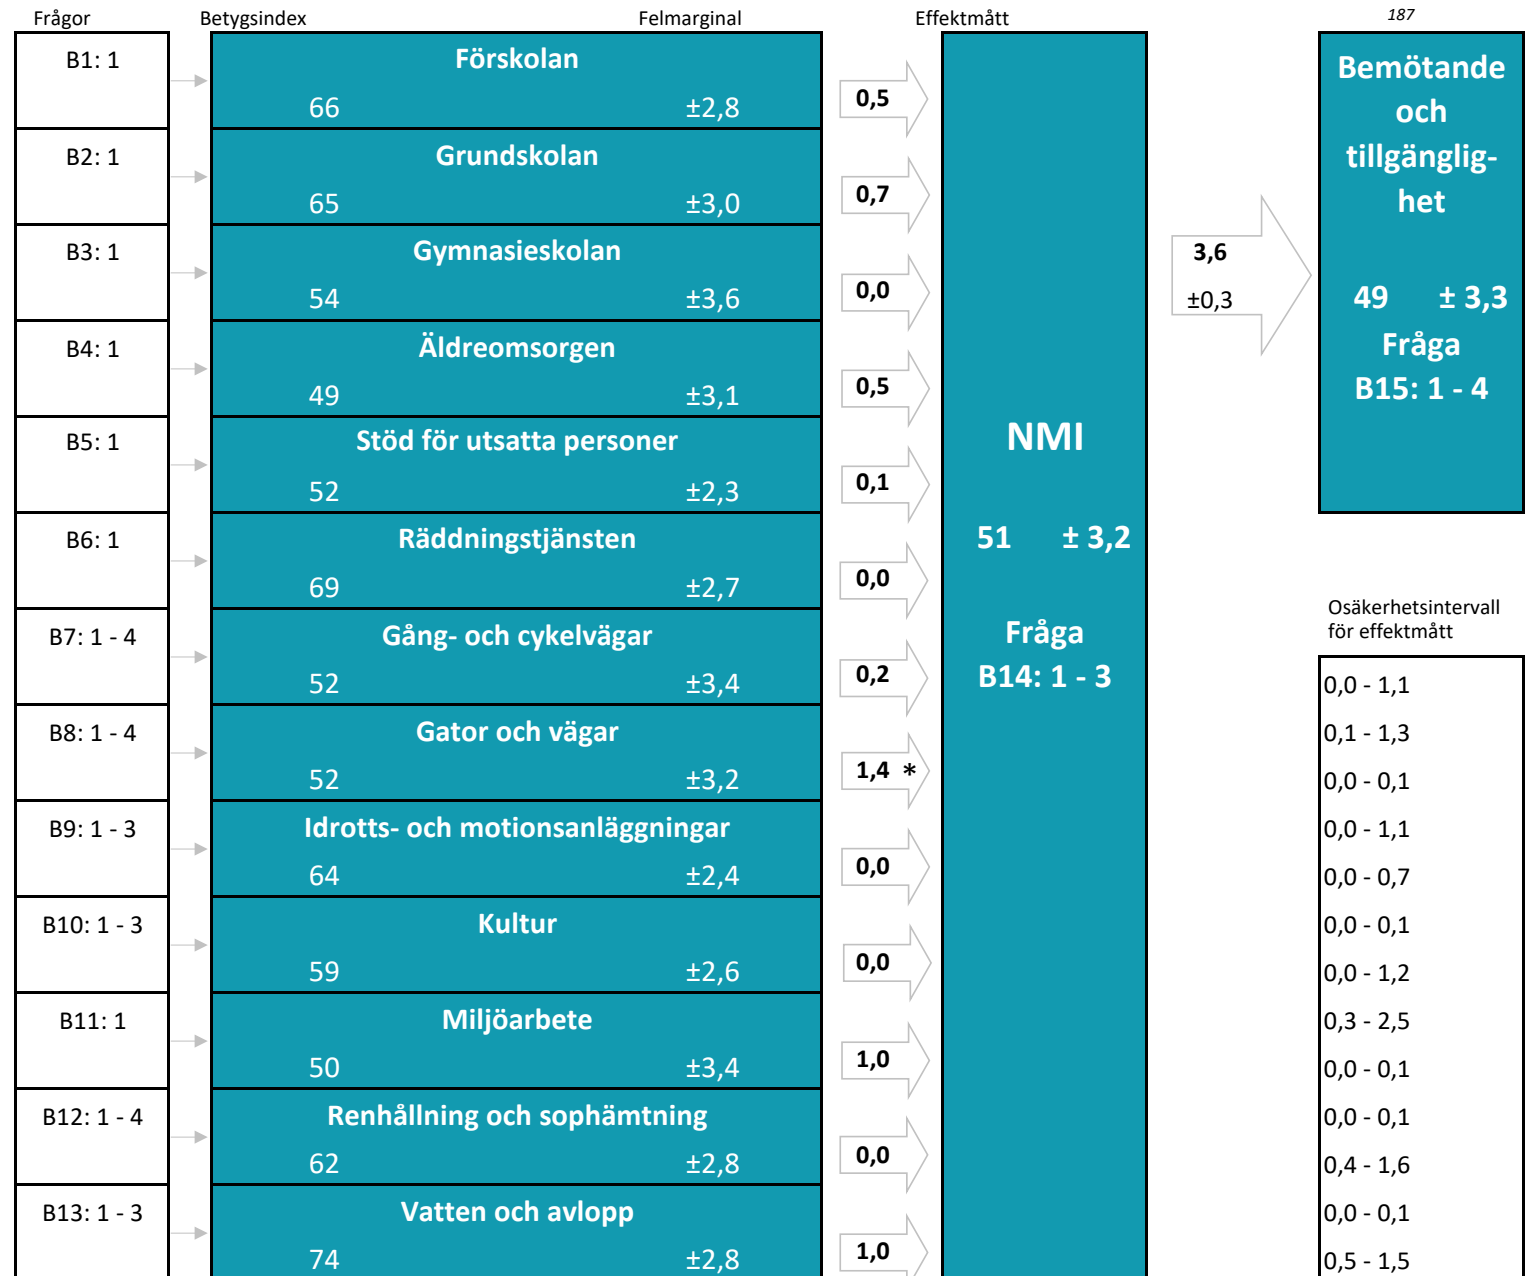 Frågor Betygsindex Felmarginal Effektmått 187
B1: 1 Förskolan
66 ±2,8 0,5
B2: 1 Grundskolan
65 ±3,0 0,7
B3: 1 Gymnasieskolan
54 ±3,6 0,0
B4: 1 Äldreomsorgen
49 ±3,1 0,5
B5: 1 Stöd för utsatta personer
52 ±2,3 0,1
B6: 1 Räddningstjänsten
69 ±2,7 0,0
B7: 1 - 4 Gång- och cykelvägar
52 ±3,4 0,2
B8: 1 - 4 Gator och vägar
52 ±3,2 1,4 *
B9: 1 - 3 Idrotts- och motionsanläggningar
64 ±2,4 0,0
B10: 1 - 3 Kultur
59 ±2,6 0,0
B11: 1 Miljöarbete
50 ±3,4 1,0
B12: 1 - 4 Renhållning och sophämtning
62 ±2,8 0,0
B13: 1 - 3 Vatten och avlopp
74 ±2,8 1,0
NMI
51 ± 3,2
Fråga
B14: 1 - 3
3,6
±0,3
Bemötande
och
tillgänglig-
het
49 ± 3,3
Fråga
B15: 1 - 4
Osäkerhetsintervall
för effektmått
0,0 - 1,1
0,1 - 1,3
0,0 - 0,1
0,0 - 1,1
0,0 - 0,7
0,0 - 0,1
0,0 - 1,2
0,3 - 2,5
0,0 - 0,1
0,0 - 0,1
0,4 - 1,6
0,0 - 0,1
0,5 - 1,5